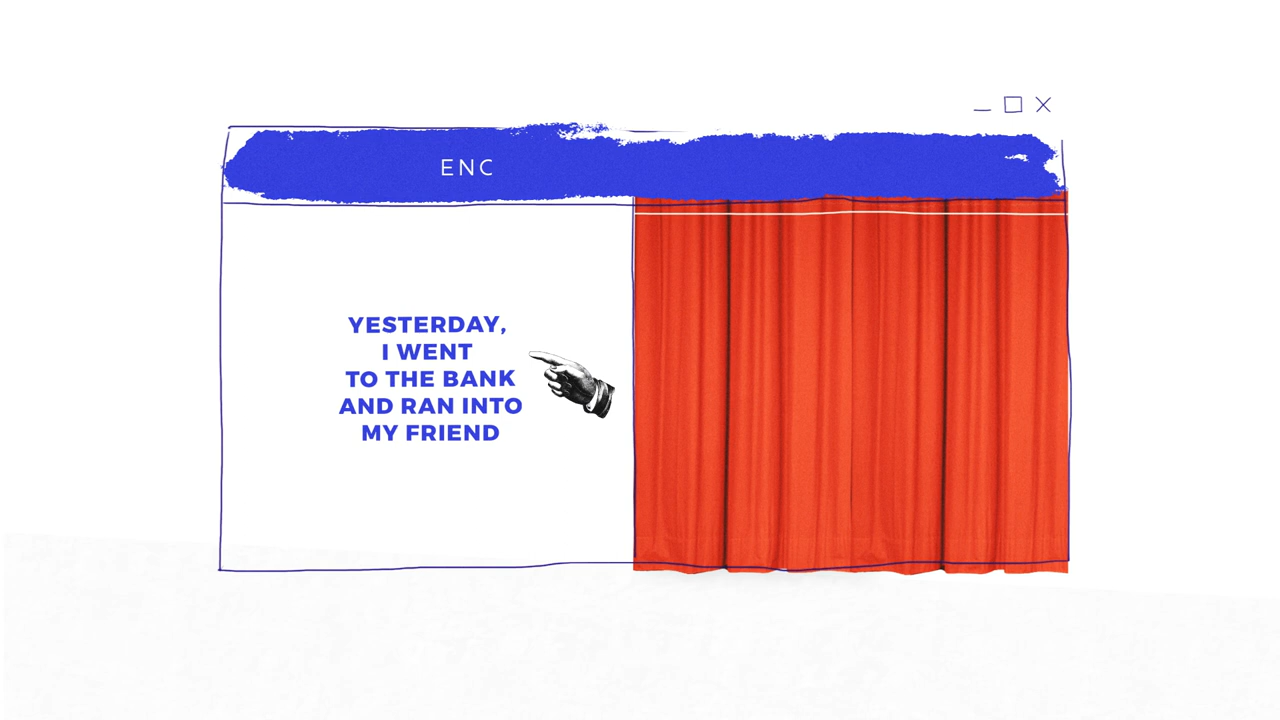 ENC
YESTERDAY,
I WENT
TO THE BANK
AND RAN INTO
MY FRIEND